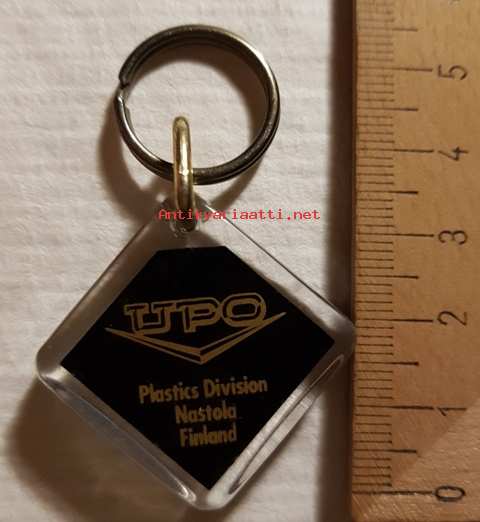 Antikvariaatti.net
UPO
Plastics Division
Nastola
Finland
5
4
3
2
1
0